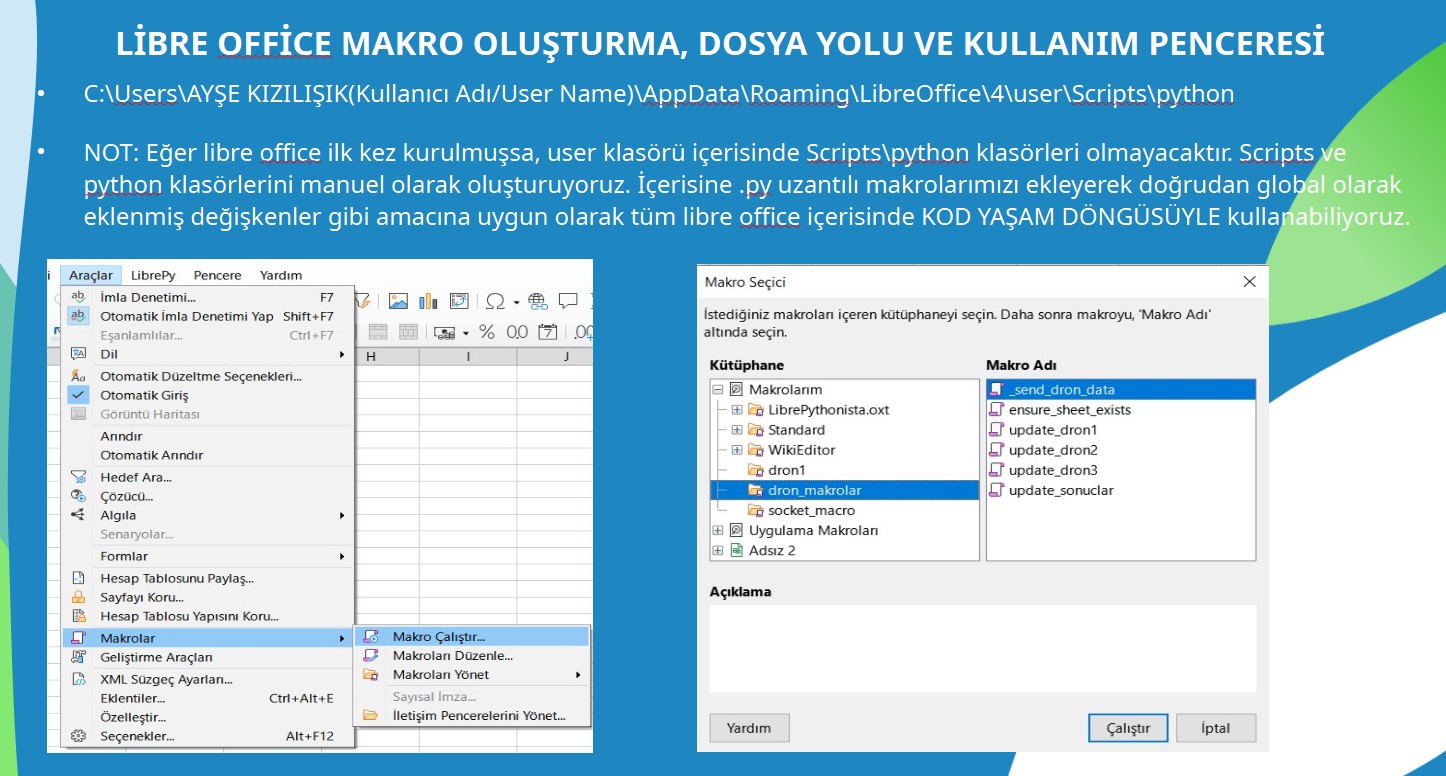 LİBRE OFFİCE MAKRO OLUŞTURMA, DOSYA YOLU VE KULLANIM PENCERESİ
• C:\Users\AYŞE KIZILIŞIK(Kullanıcı Adı/User Name)\AppData\Roaming\LibreOffice\4\user\Scripts\python
• NOT: Eğer libre office ilk kez kurulmuşsa, user klasörü içerisinde Scripts\python klasörleri olmayacaktır. Scripts ve
python klasörlerini manuel olarak oluşturuyoruz. İçerisine .py uzantılı makrolarımızı ekleyerek doğrudan global olarak
eklenmiş değişkenler gibi amacına uygun olarak tüm libre office içerisinde KOD YAŞAM DÖNGÜSÜYLE kullanabiliyoruz.
i Araçlar LibrePy Pencere Yardım
İmla Denetimi... F7
Otomatik İmla Denetimi Yap Shift+F7
Eşanlamlılar... Ctrl+F7
Dil
Otomatik Düzeltme Seçenekleri...
Otomatik Giriş
Görüntü Haritası
Arındır
Otomatik Arındır
Hedef Ara...
Çözücü...
Algıla
Senaryolar...
Formlar
Hesap Tablosunu Paylaş...
Sayfayı Koru...
Hesap Tablosu Yapısını Koru...
Makrolar
Geliştirme Araçları
XML Süzgeç Ayarları...
Eklentiler... Ctrl+Alt+E
Özelleştir...
Seçenekler... Alt+F12
% 0,0 7 .00
H I J
Makro Çalıştır...
Makroları Düzenle...
Makroları Yönet
Sayısal İmza...
İletişim Pencerelerini Yönet...
Makro Seçici
İstediğiniz makroları içeren kütüphaneyi seçin. Daha sonra makroyu, 'Makro Adı'
altında seçin.
Kütüphane
Makrolarım
LibrePythonista.oxt
Standard
WikiEditor
dron1
dron_makrolar
socket_macro
Uygulama Makroları
Adsız 2
Makro Adı
_send_dron_data
ensure_sheet_exists
update_dron1
update_dron2
update_dron3
update_sonuclar
Açıklama
Yardım Çalıştır İptal